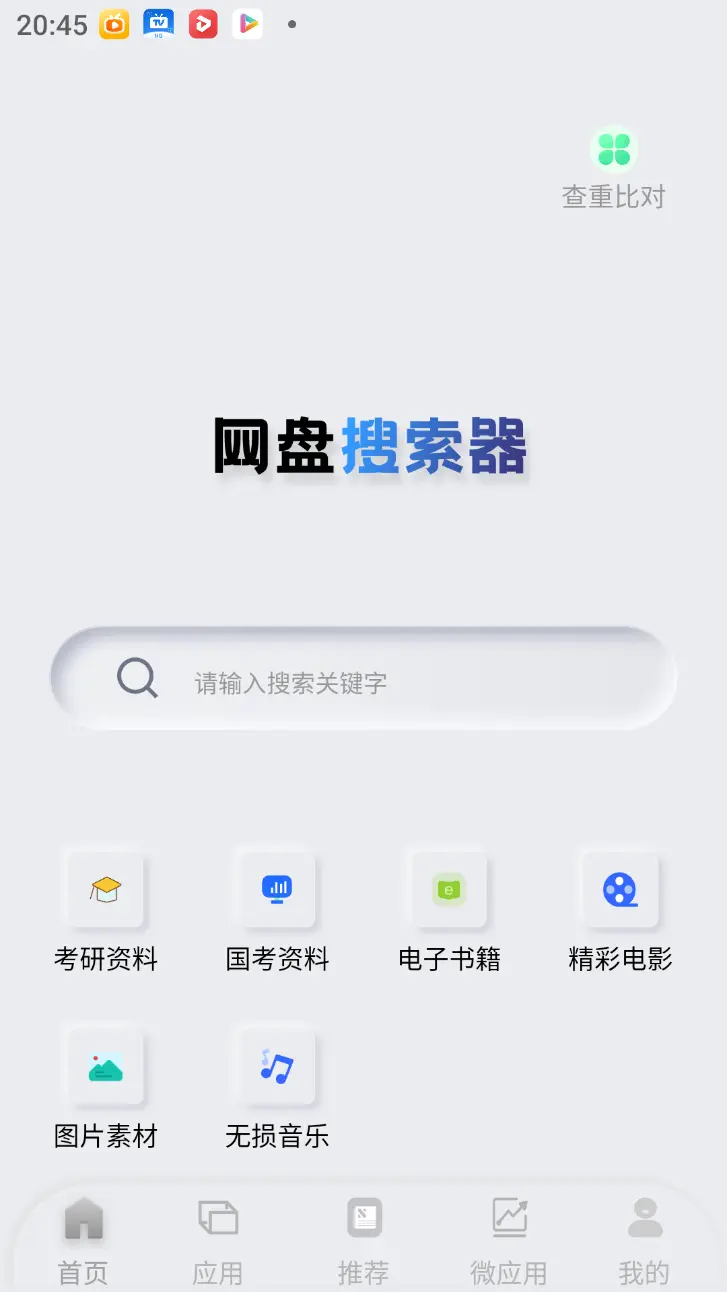 20:45
查重比对
网盘搜索器
请输入搜索关键字
考研资料 国考资料 电子书籍 精彩电影
图片素材 无损音乐
首页 应用 推荐 微应用 我的